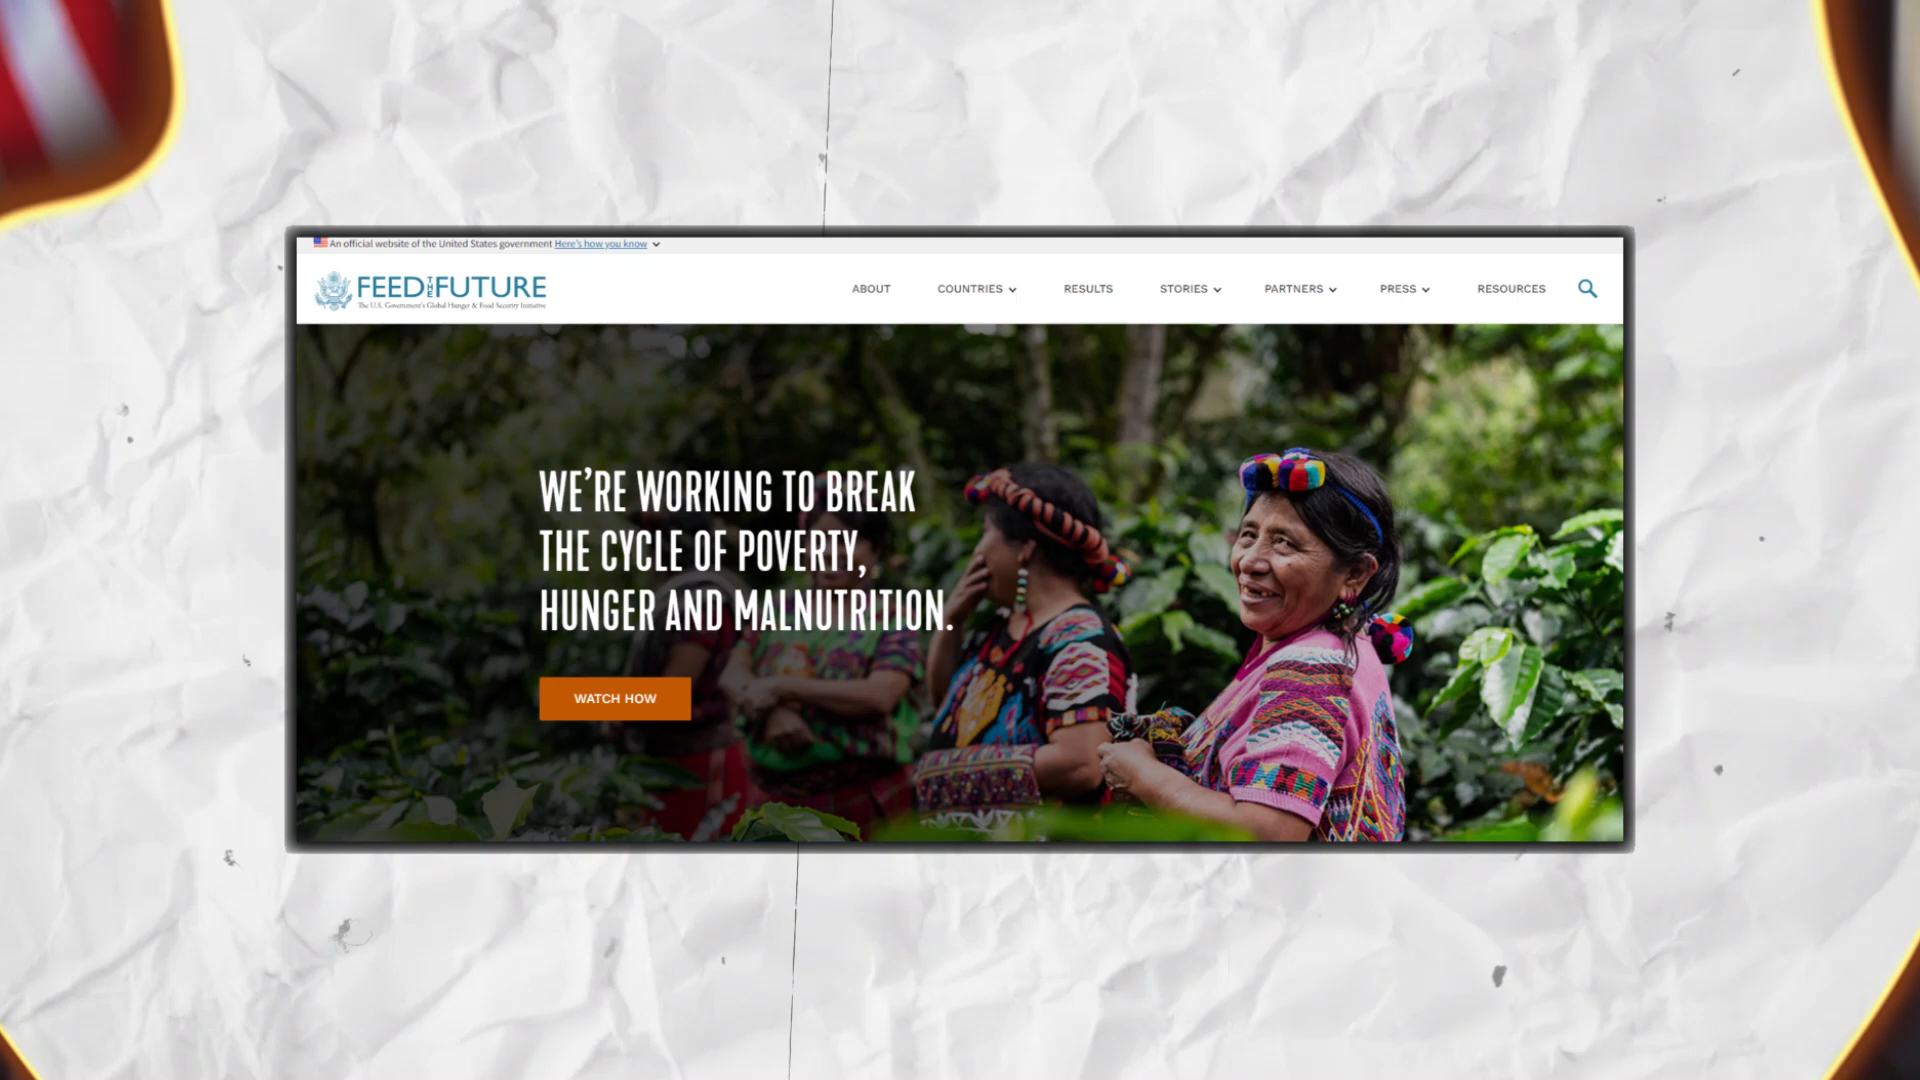 An official website of the United States government Here's how you know
FEED THE FUTURE
The U.S. Government's Global Hunger & Food Security Initiative
ABOUT COUNTRIES RESULTS STORIES PARTNERS PRESS RESOURCES
WE'RE WORKING TO BREAK
THE CYCLE OF POVERTY,
HUNGER AND MALNUTRITION.
WATCH HOW